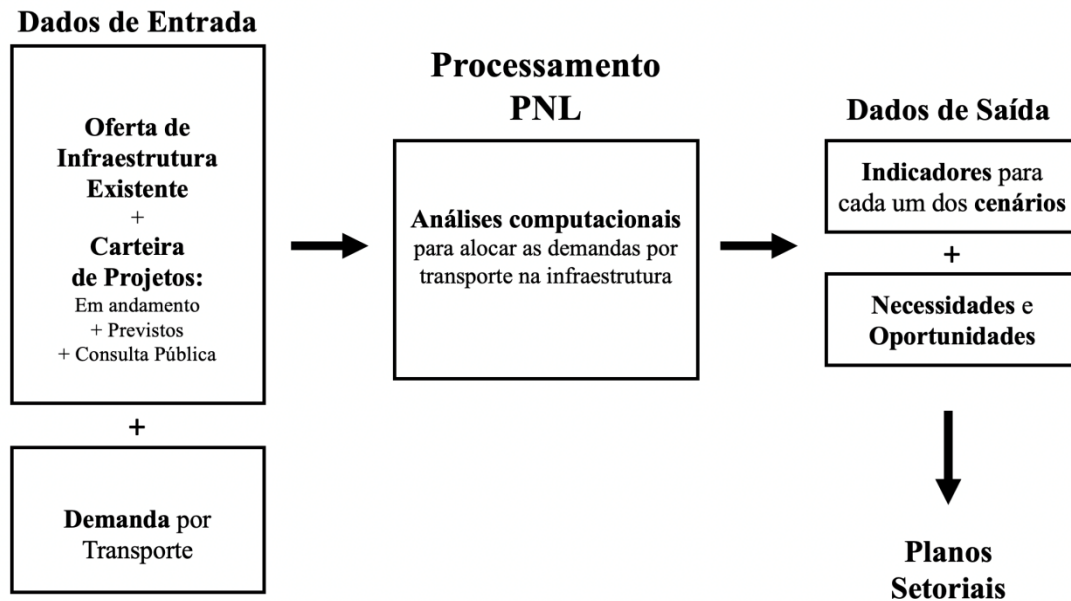 Dados de Entrada
Oferta de
Infraestrutura
Existente
+
Carteira
de Projetos:
Em andamento
+ Previstos
+ Consulta Pública
+
Demanda por
Transporte
Processamento
PNL
Análises computacionais
para alocar as demandas por
transporte na infraestrutura
Dados de Saída
Indicadores para
cada um dos cenários
+
Necessidades e
Oportunidades
Planos
Setoriais